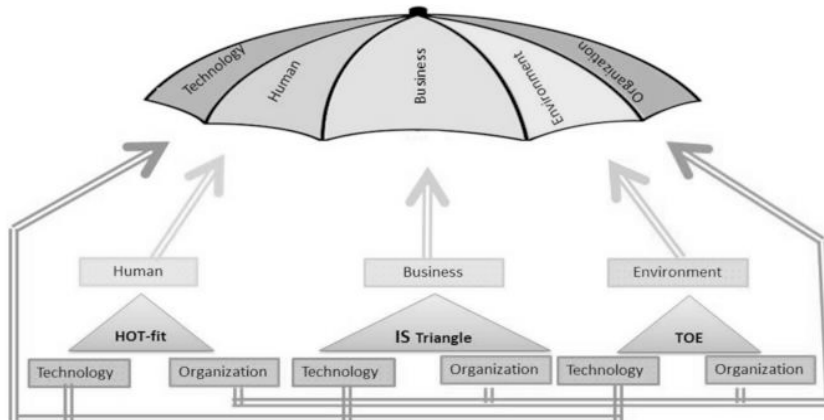 Technology
Human
Business
Environment
Organization
Human
Business
Environment
HOT-fit
IS Triangle
TOE
Technology
Organization
Technology
Organization
Technology
Organization